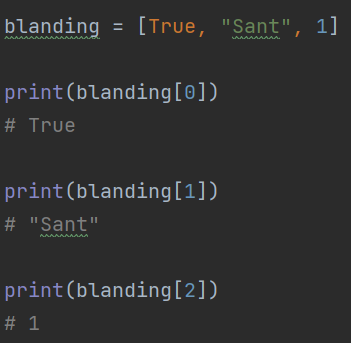 blanding = [True, "Sant", 1]
print(blanding[0])
# True
print(blanding[1])
# "Sant"
print(blanding[2])
# 1